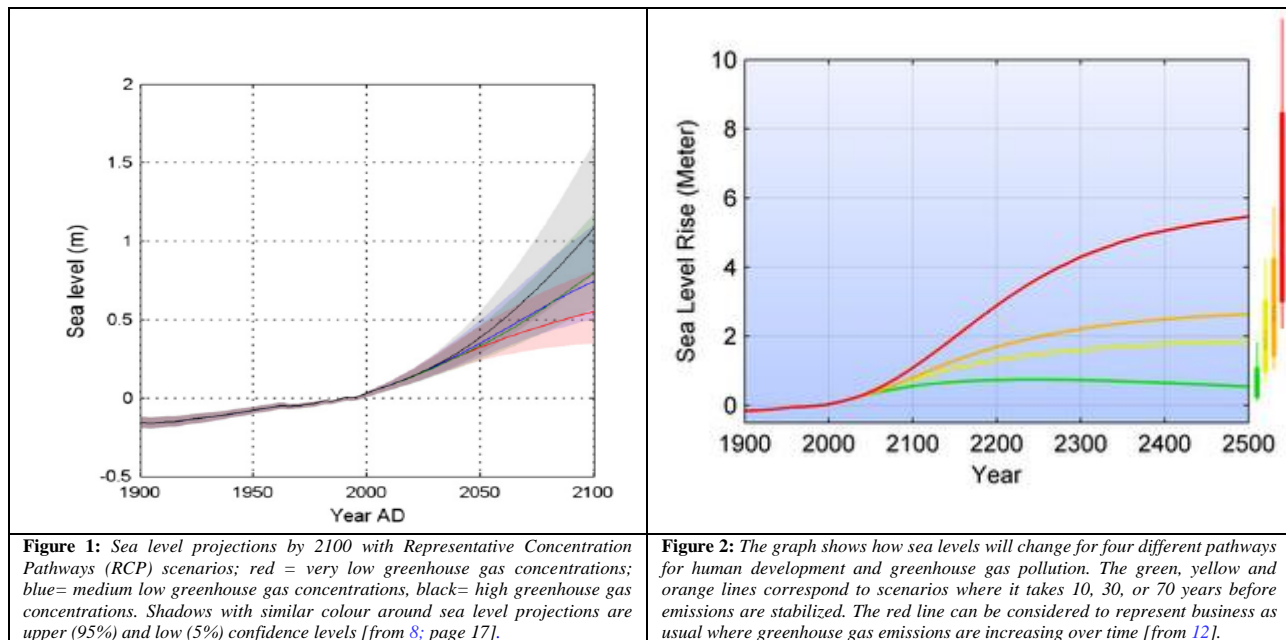 2
1.5
1
0.5
0
-0.5
Sea level (m)
1900 1950 2000 2050 2100
Year AD
10
8
6
4
2
0
Sea Level Rise (Meter)
1900 2000 2100 2200 2300 2400 2500
Year
Figure 1: Sea level projections by 2100 with Representative Concentration
Pathways (RCP) scenarios; red = very low greenhouse gas concentrations;
blue= medium low greenhouse gas concentrations, black= high greenhouse gas
concentrations. Shadows with similar colour around sea level projections are
upper (95%) and low (5%) confidence levels [from 8; page 17].
Figure 2: The graph shows how sea levels will change for four different pathways
for human development and greenhouse gas pollution. The green, yellow and
orange lines correspond to scenarios where it takes 10, 30, or 70 years before
emissions are stabilized. The red line can be considered to represent business as
usual where greenhouse gas emissions are increasing over time [from 12].